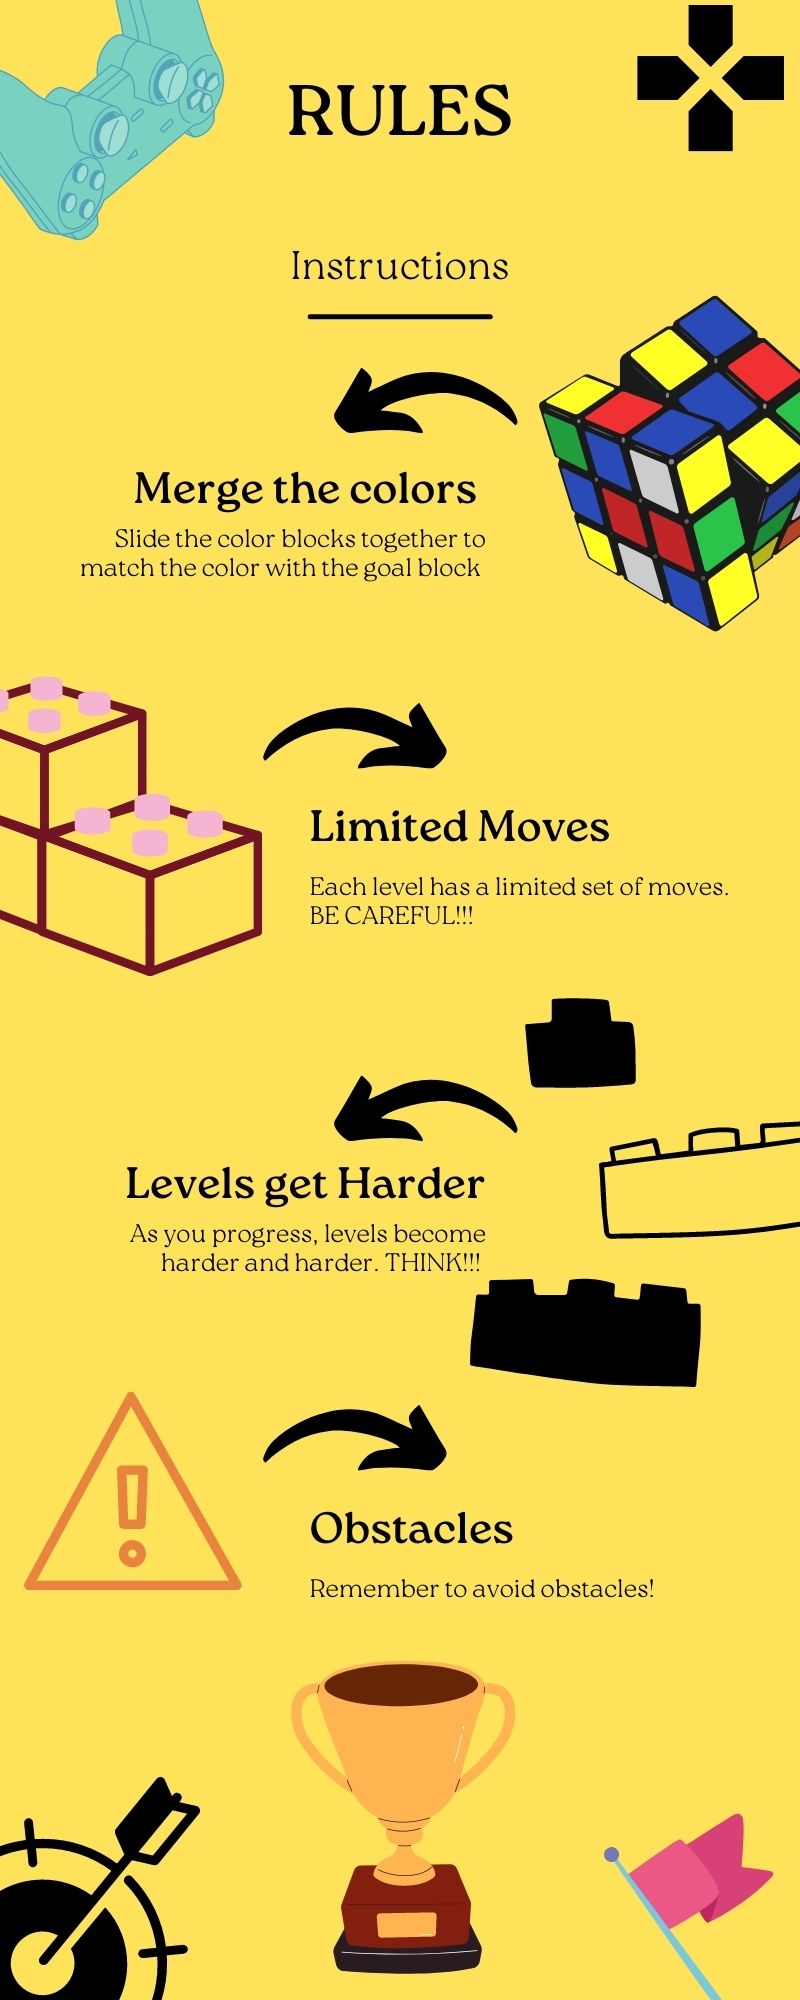 RULES
Instructions
Merge the colors
Slide the color blocks together to
match the color with the goal block
Limited Moves
Each level has a limited set of moves.
BE CAREFUL!!!
Levels get Harder
As you progress, levels become
harder and harder. THINK!!!
Obstacles
Remember to avoid obstacles!